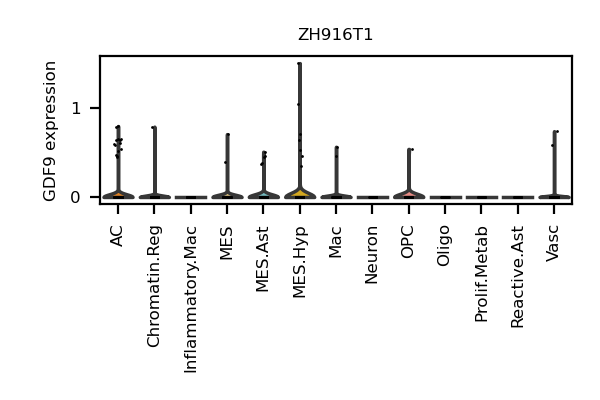 ZH916T1
GDF9 expression
1
0
AC
Chromatin.Reg
Inflammatory.Mac
MES
MES.Ast
MES.Hyp
Mac
Neuron
OPC
Oligo
Prolif.Metab
Reactive.Ast
Vasc